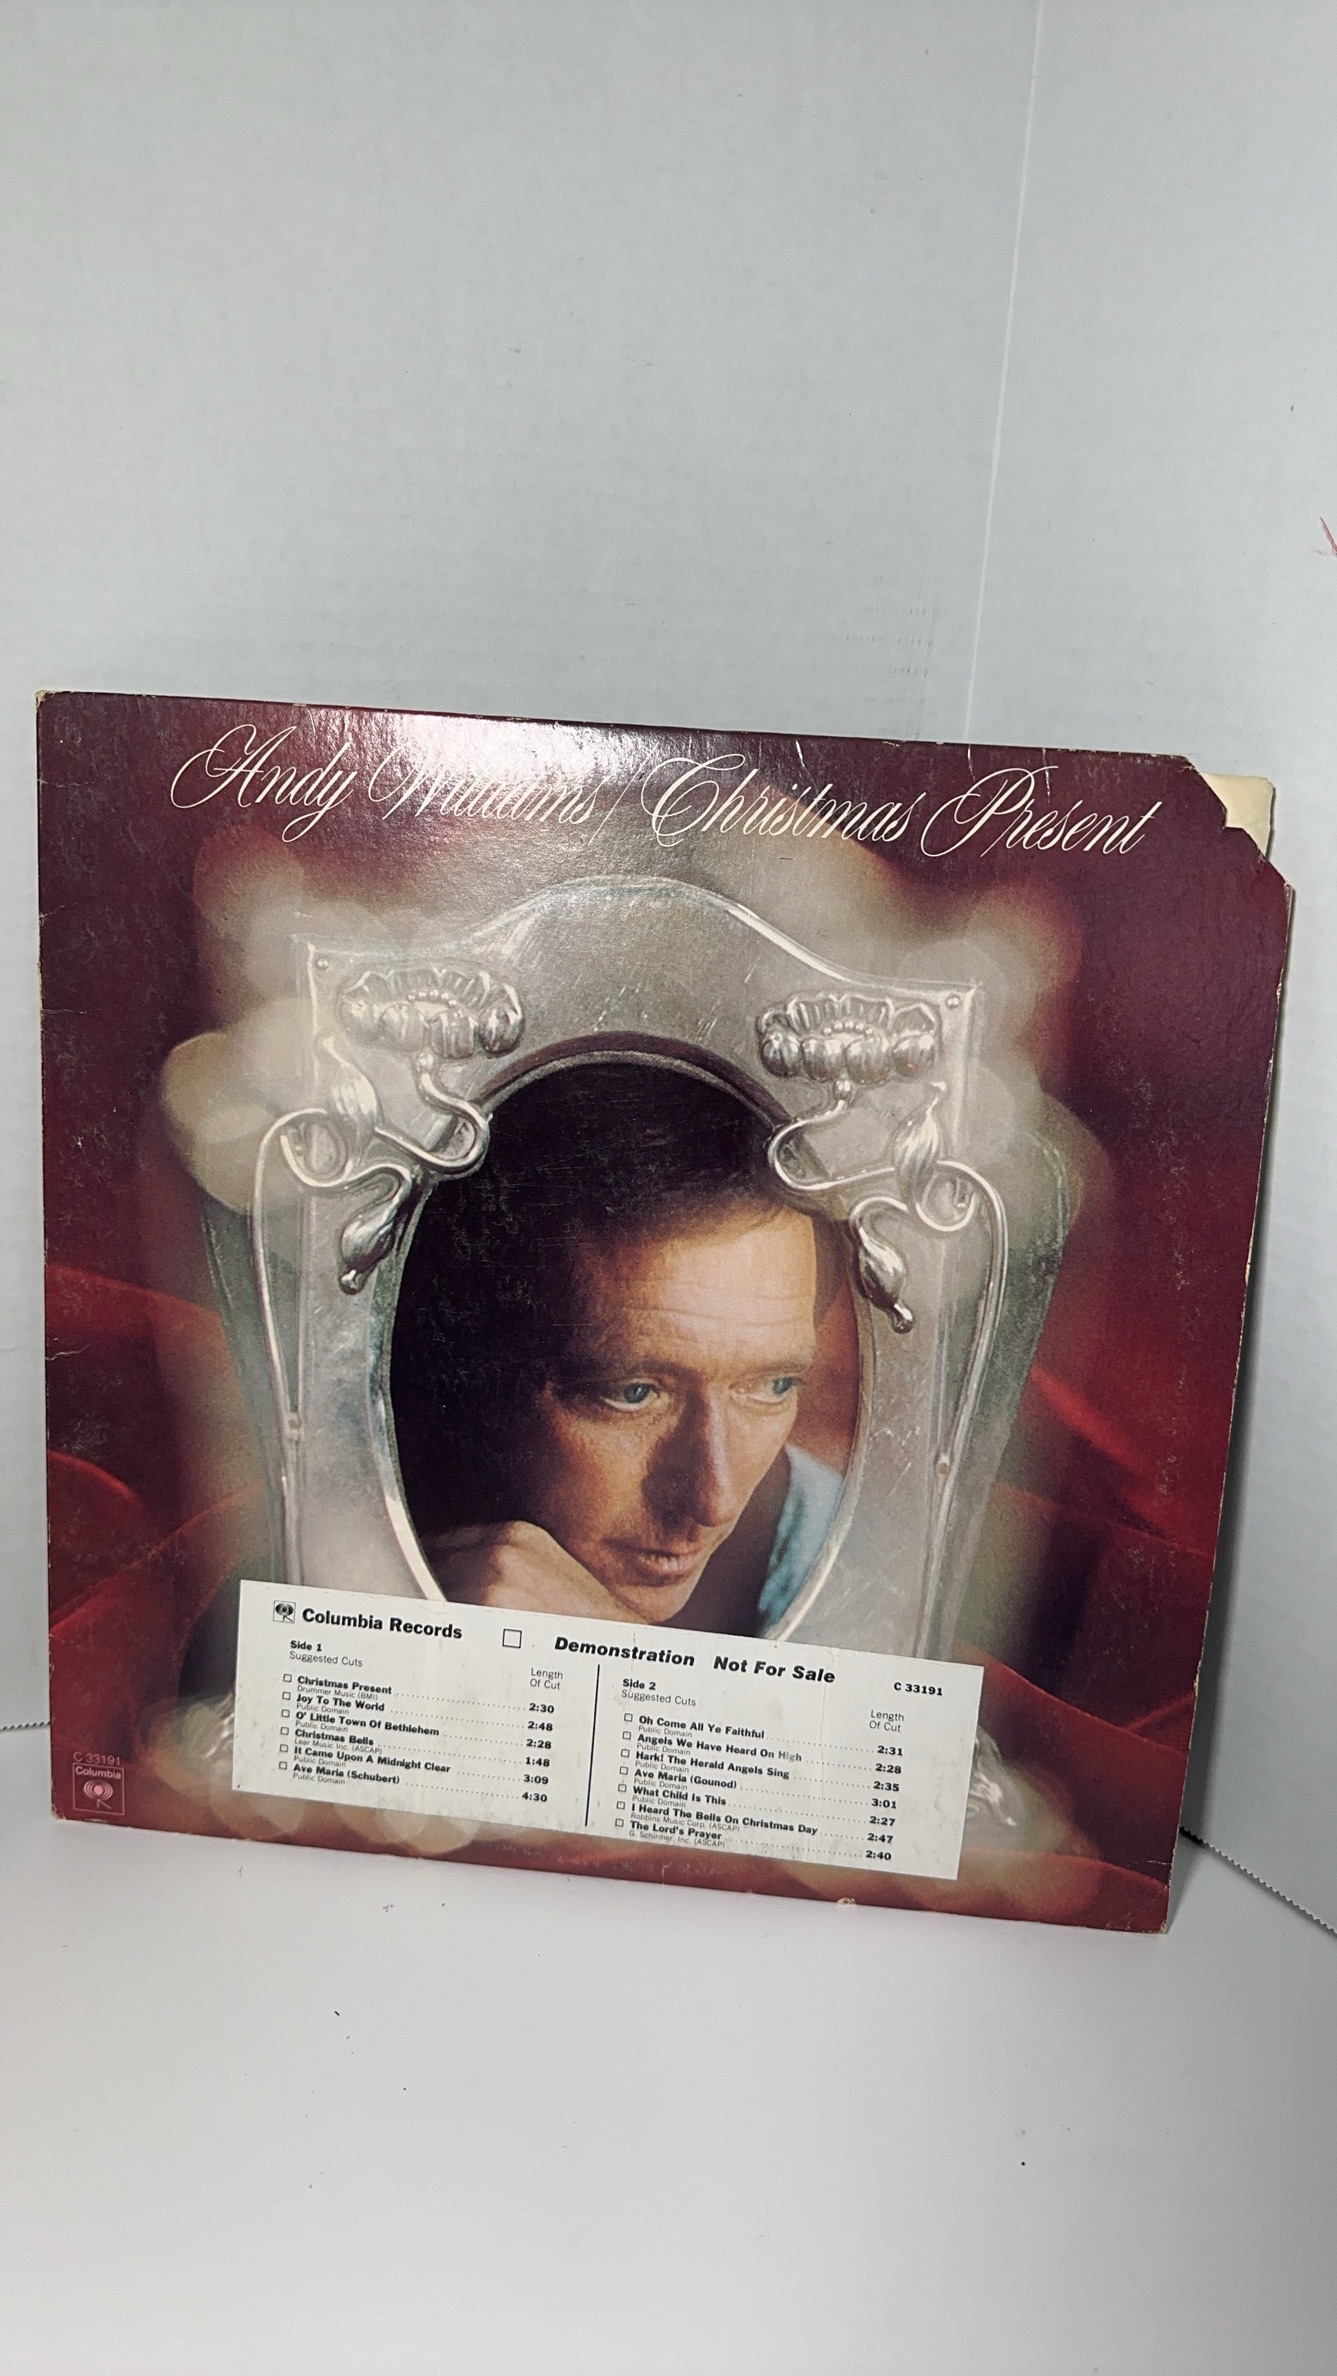 Andy Williams/Christmas Present
Columbia Records
Demonstration Not For Sale
C 33191
Side 1
Suggested Cuts
Length
Of Cut
Christmas Present 2:30
Drummer Music (BMI)
Joy To The World 2:48
Public Domain
O' Little Town Of Bethlehem 2:28
Public Domain
Christmas Bells 1:48
Lear Music Inc. (ASCAP)
It Came Upon A Midnight Clear 3:09
Public Domain
Ave Maria (Schubert) 4:30
Public Domain
Side 2
Suggested Cuts
Length
Of Cut
Oh Come All Ye Faithful 2:31
Public Domain
Angels We Have Heard On High 2:28
Public Domain
Hark! The Herald Angels Sing 2:35
Public Domain
Ave Maria (Gounod) 3:01
Public Domain
What Child Is This 2:27
Public Domain
I Heard The Bells On Christmas Day 2:47
Robbins Music Corp. (ASCAP)
The Lord's Prayer 2:40
G. Schirmer, Inc. (ASCAP)
C 33191
Columbia